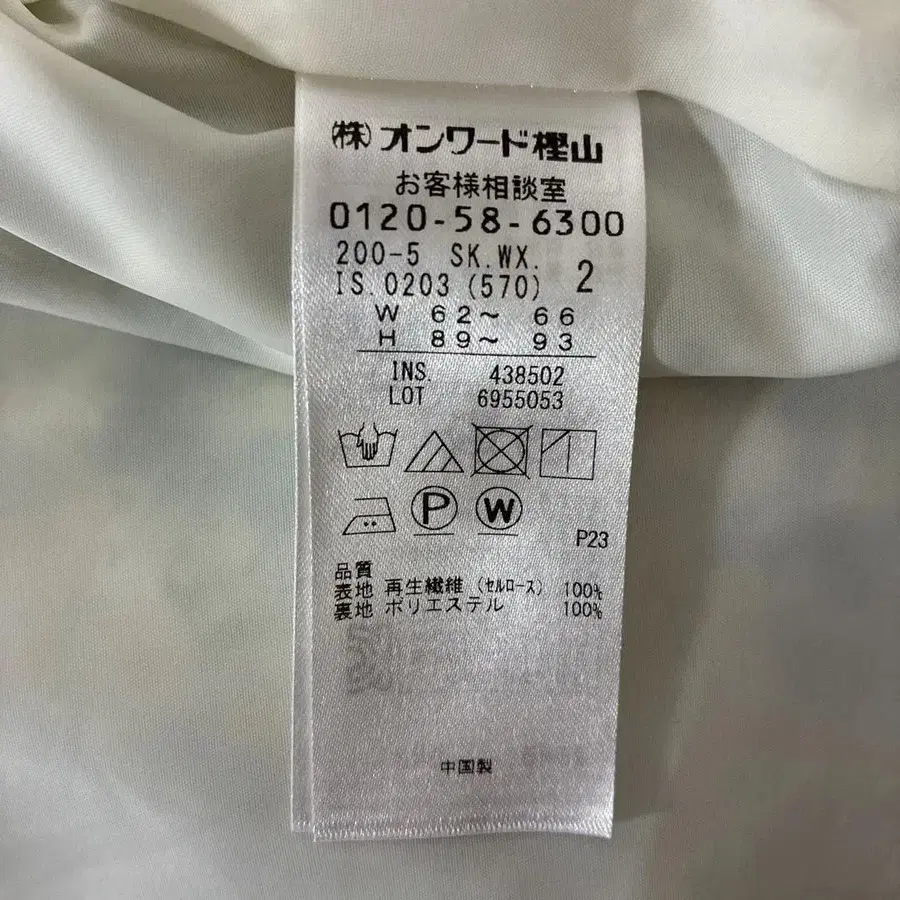 ㈱オンワード樫山
お客様相談室
0120-58-6300
200-5 SK.WX.
IS.0203 (570) 2
W 62～ 66
H 89～ 93
INS. 438502
LOT 6955053
P
W
P23
品質
表地 再生繊維 (セルロース) 100%
裏地 ポリエステル 100%
中国製